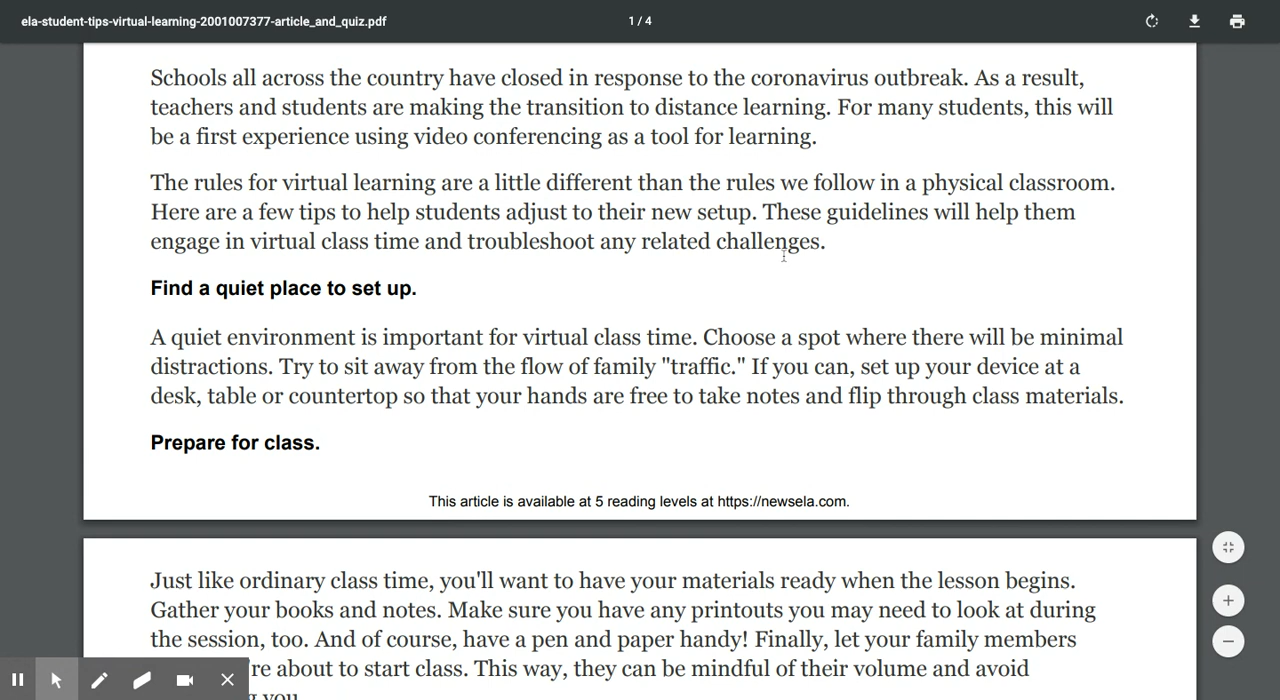 ela-student-tips-virtual-learning-2001007377-article_and_quiz.pdf
1 / 4
Schools all across the country have closed in response to the coronavirus outbreak. As a result,
teachers and students are making the transition to distance learning. For many students, this will
be a first experience using video conferencing as a tool for learning.
The rules for virtual learning are a little different than the rules we follow in a physical classroom.
Here are a few tips to help students adjust to their new setup. These guidelines will help them
engage in virtual class time and troubleshoot any related challenges.
Find a quiet place to set up.
A quiet environment is important for virtual class time. Choose a spot where there will be minimal
distractions. Try to sit away from the flow of family "traffic." If you can, set up your device at a
desk, table or countertop so that your hands are free to take notes and flip through class materials.
Prepare for class.
This article is available at 5 reading levels at https://newsela.com.
Just like ordinary class time, you'll want to have your materials ready when the lesson begins.
Gather your books and notes. Make sure you have any printouts you may need to look at during
the session, too. And of course, have a pen and paper handy! Finally, let your family members
're about to start class. This way, they can be mindful of their volume and avoid
g you.